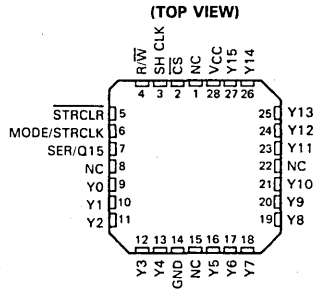 (TOP VIEW)
R/W̅ SH CLK C̅S̅ NC VCC Y15 Y14
4 3 2 1 28 27 26
S̅T̅R̅C̅L̅R̅ 5
MODE/STRCLK 6
SER/Q15 7
NC 8
Y0 9
Y1 10
Y2 11
25 Y13
24 Y12
23 Y11
22 NC
21 Y10
20 Y9
19 Y8
12 13 14 15 16 17 18
Y3 Y4 GND NC Y5 Y6 Y7